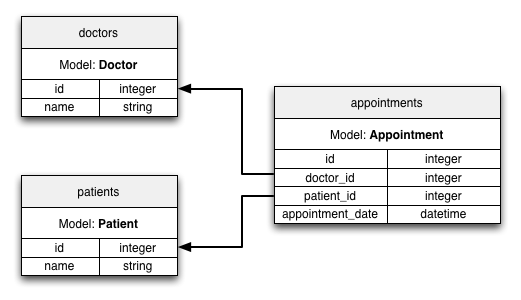 doctors
Model: Doctor
id integer
name string
appointments
Model: Appointment
id integer
doctor_id integer
patient_id integer
appointment_date datetime
patients
Model: Patient
id integer
name string